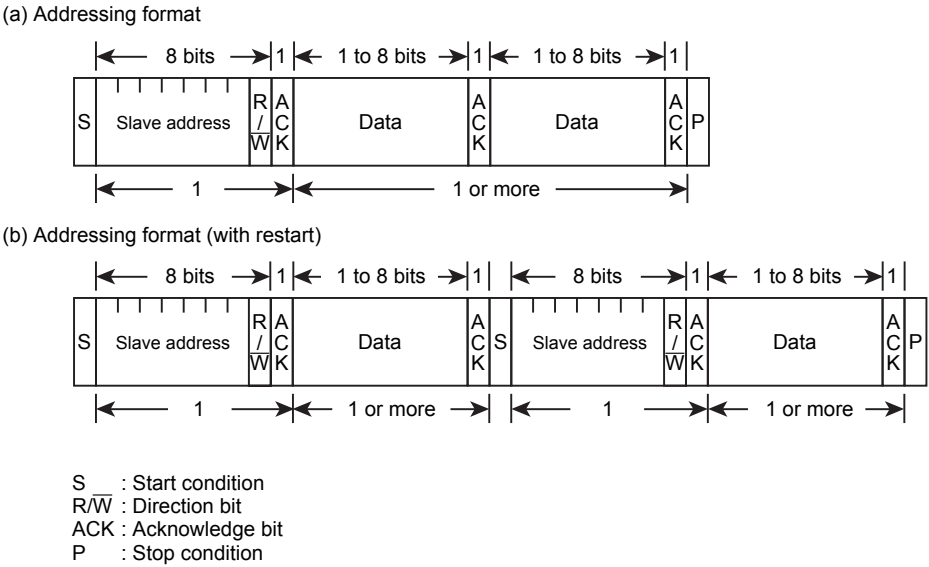 (a) Addressing format
8 bits 1 1 to 8 bits 1 1 to 8 bits 1
S Slave address R/W̅ ACK Data ACK Data ACK P
1 1 or more
(b) Addressing format (with restart)
8 bits 1 1 to 8 bits 1 8 bits 1 1 to 8 bits 1
S Slave address R/W̅ ACK Data ACK S Slave address R/W̅ ACK Data ACK P
1 1 or more 1 1 or more
S : Start condition
R/W̅ : Direction bit
ACK : Acknowledge bit
P : Stop condition